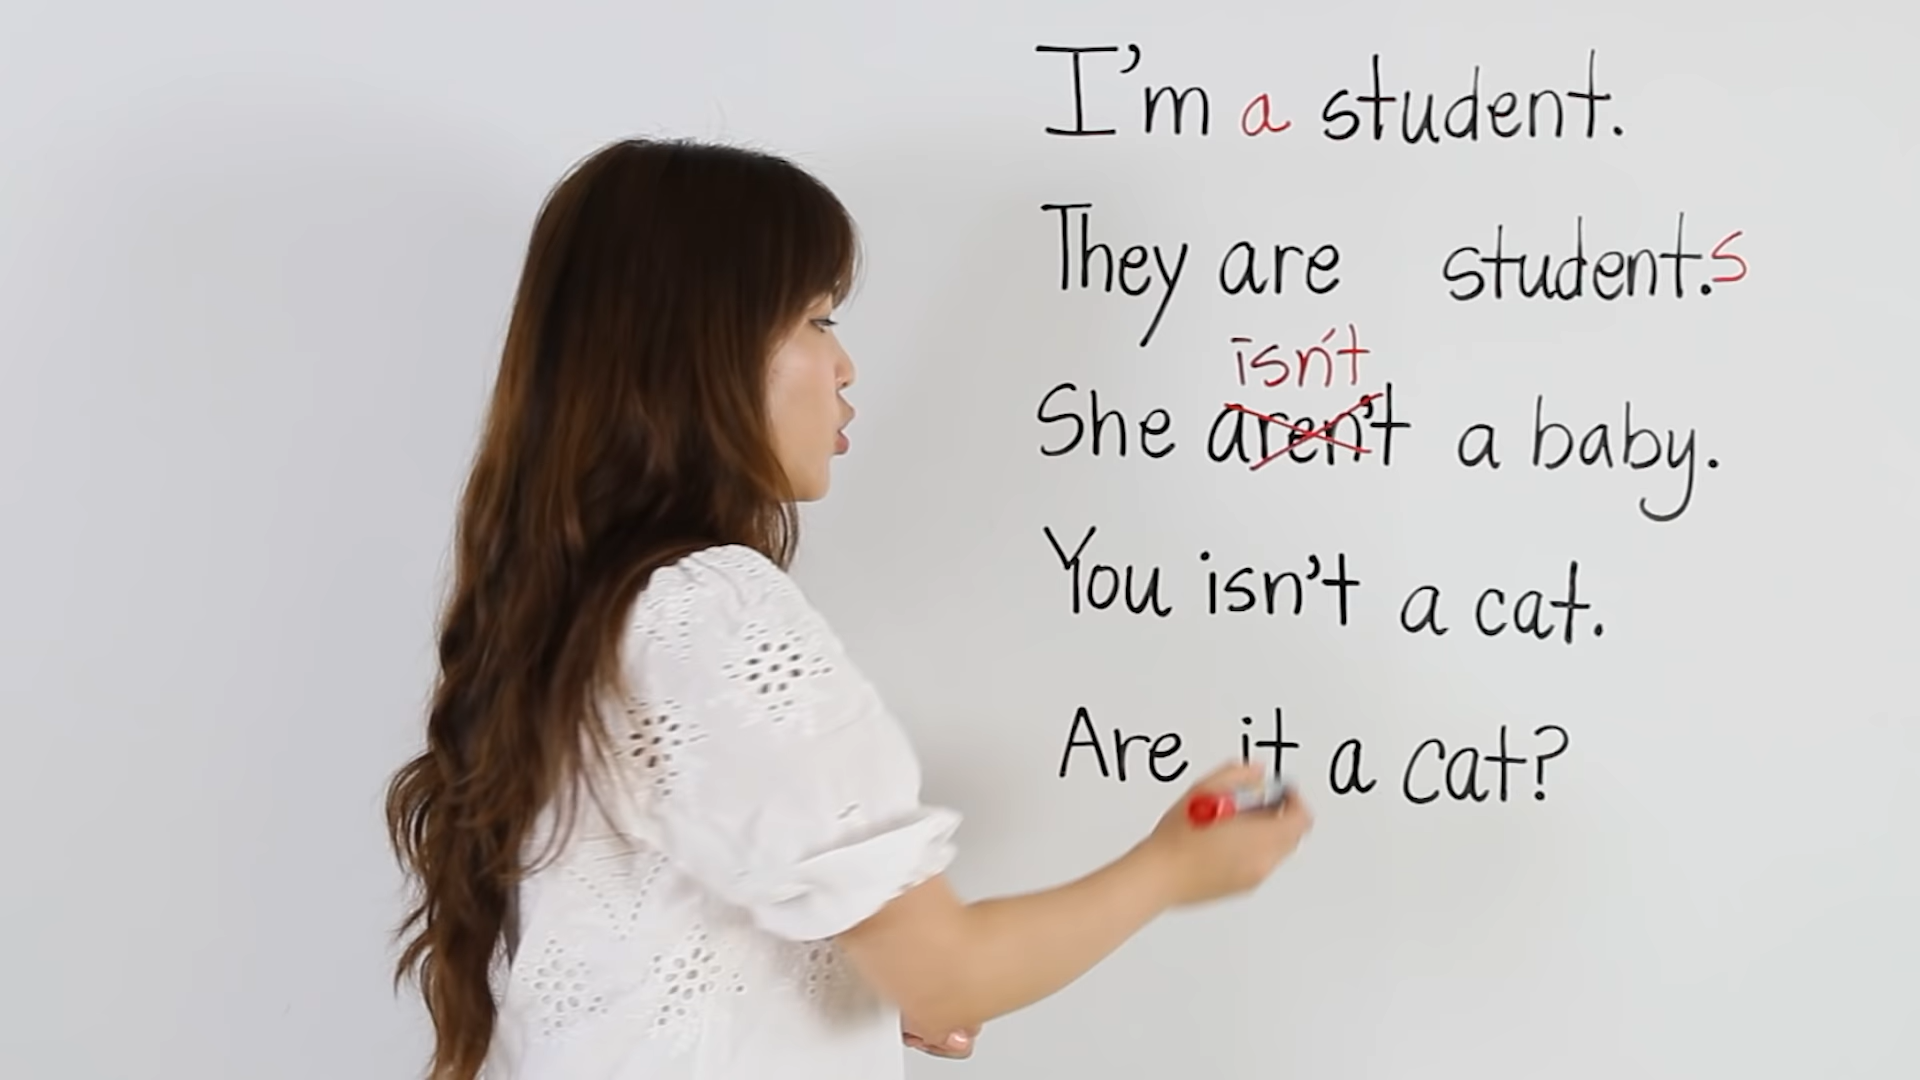 I'm a student.
They are student.s
isn't
She aren't a baby.
You isn't a cat.
Are it a cat?